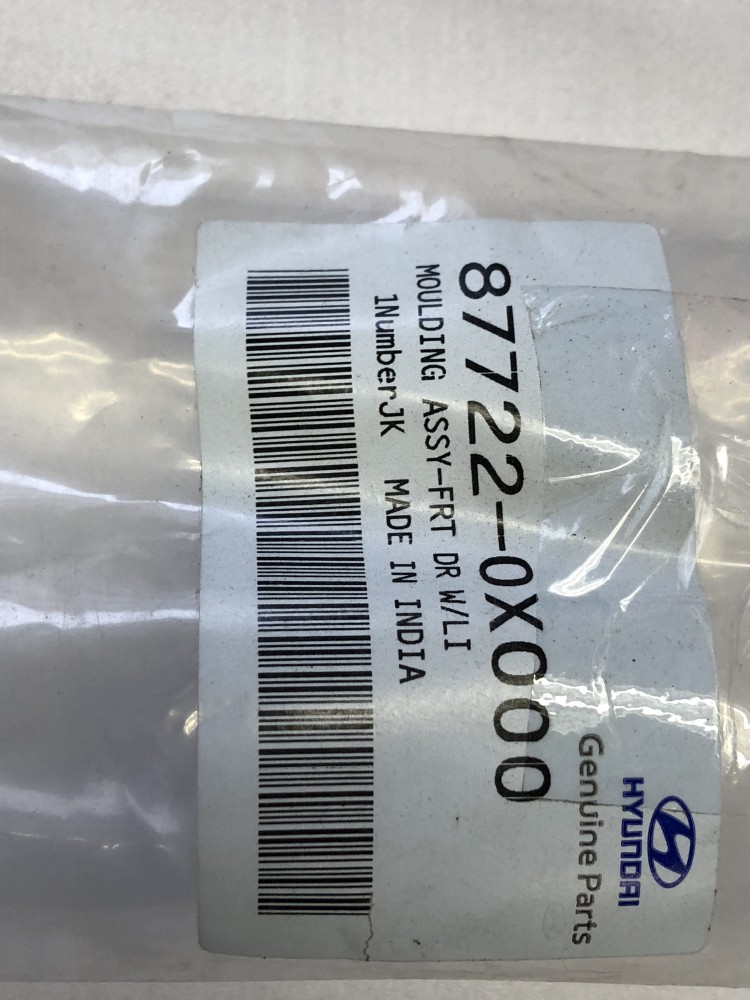 HYUNDAI
Genuine Parts
87722-0X000
MOULDING ASSY-FRT DR W/LI
1NumberJK MADE IN INDIA